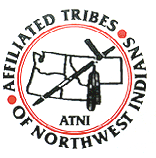 • AFFILIATED TRIBES •
OF NORTHWEST INDIANS
ATNI